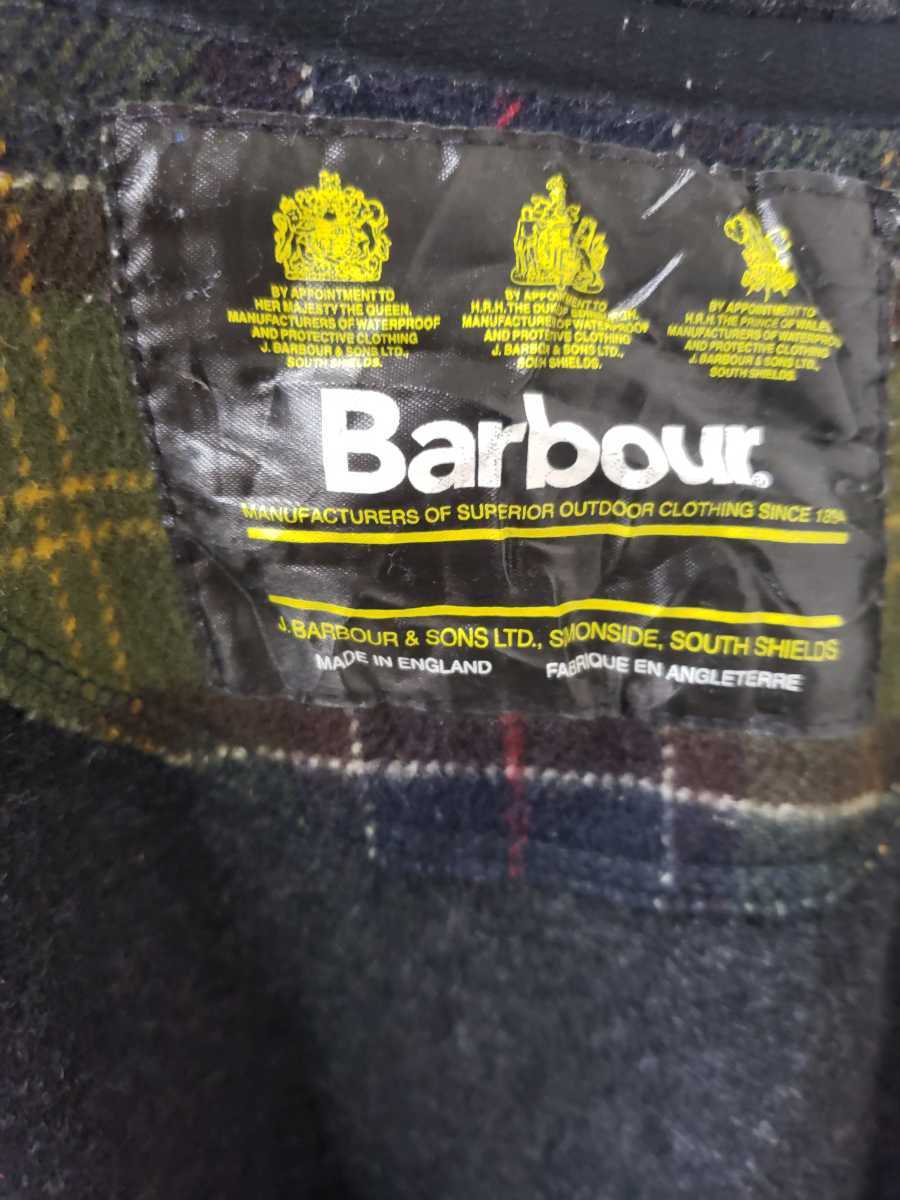 BY APPOINTMENT TO
HER MAJESTY THE QUEEN,
MANUFACTURERS OF WATERPROOF
AND PROTECTIVE CLOTHING
J. BARBOUR & SONS LTD.,
SOUTH SHIELDS.
BY APPOINTMENT TO
H.R.H. THE DUKE OF EDINBURGH,
MANUFACTURERS OF WATERPROOF
AND PROTECTIVE CLOTHING
J. BARBOUR & SONS LTD.,
SOUTH SHIELDS.
BY APPOINTMENT TO
H.R.H. THE PRINCE OF WALES,
MANUFACTURERS OF WATERPROOF
AND PROTECTIVE CLOTHING
J. BARBOUR & SONS LTD.,
SOUTH SHIELDS.
Barbour®
MANUFACTURERS OF SUPERIOR OUTDOOR CLOTHING SINCE 1894
J. BARBOUR & SONS LTD., SIMONSIDE, SOUTH SHIELDS
MADE IN ENGLAND FABRIQUE EN ANGLETERRE